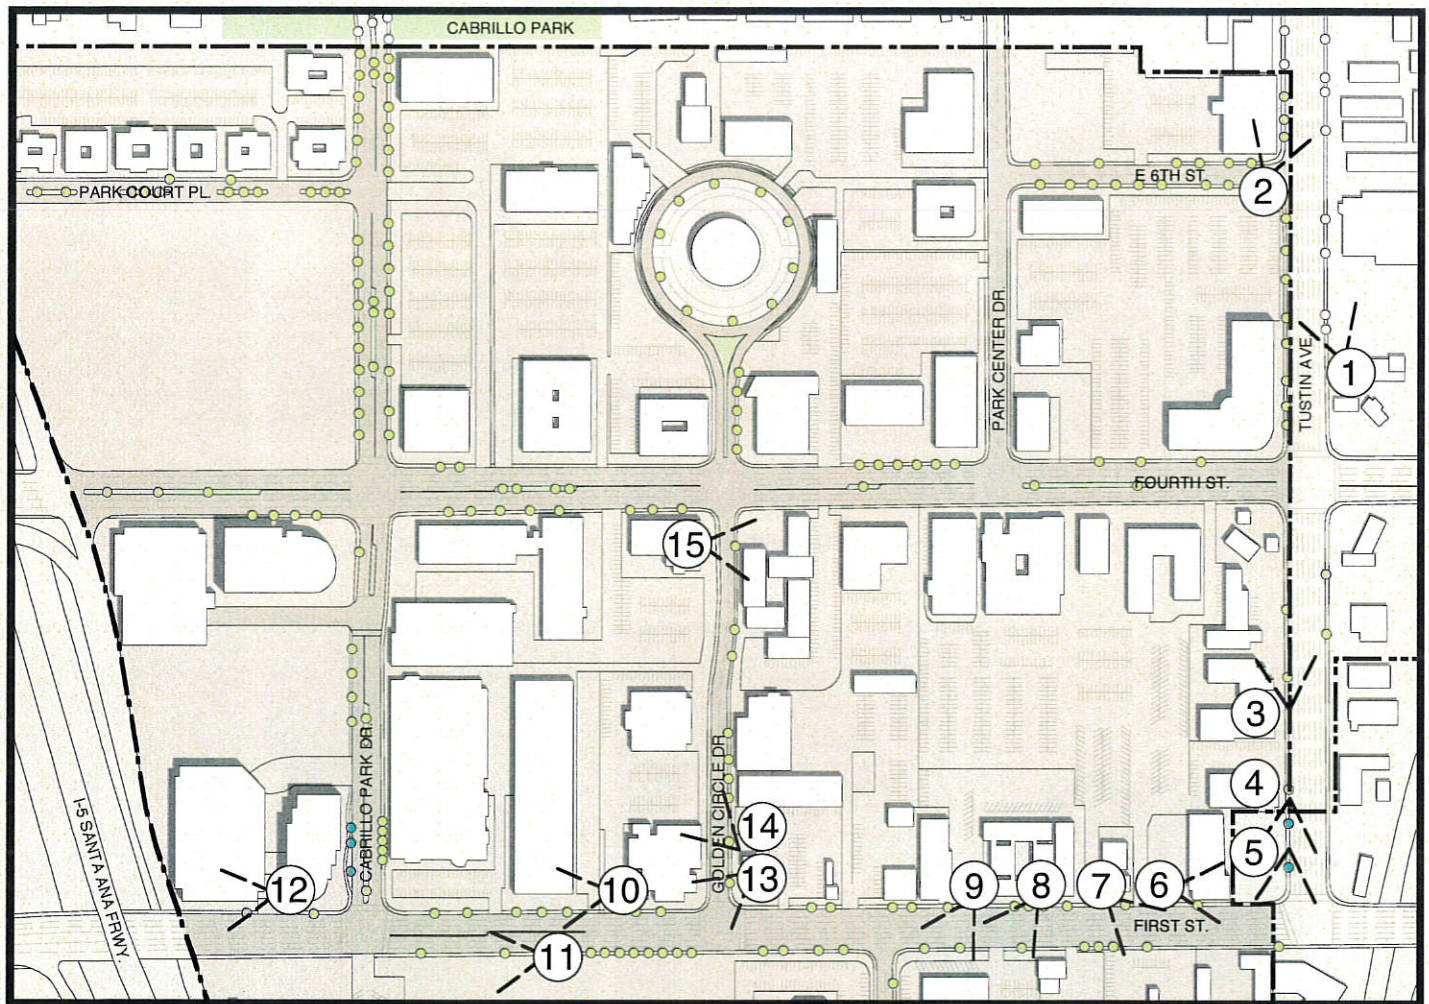 CABRILLO PARK
PARK COURT PL.
E 6TH ST.
2
1
TUSTIN AVE.
PARK CENTER DR.
FOURTH ST.
15
3
4
5
14
13
GOLDEN CIRCLE DR.
CABRILLO PARK DR.
I-5 SANTA ANA FRWY.
12
10
9
8
7
6
FIRST ST.
11